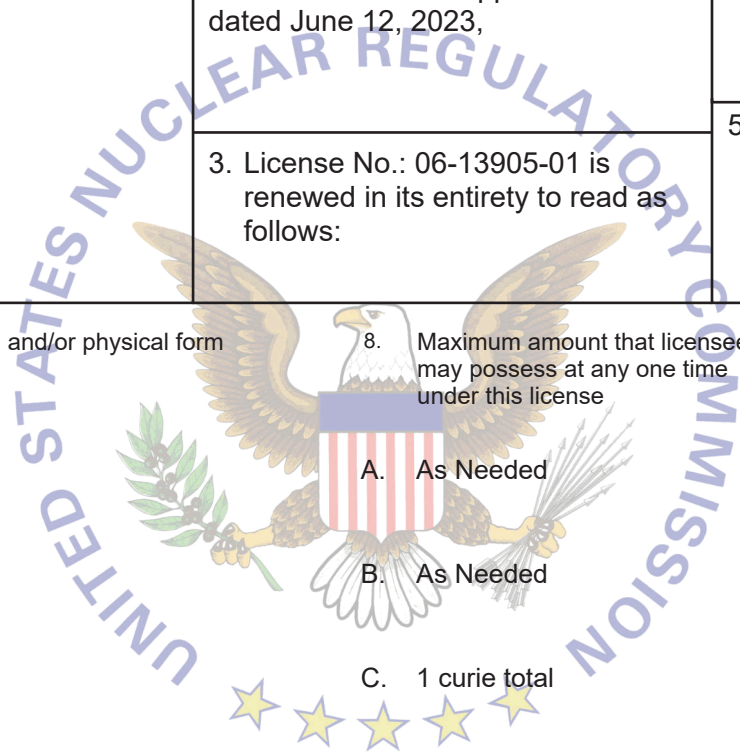 dated June 12, 2023,
5
3. License No.: 06-13905-01 is
renewed in its entirety to read as
follows:
and/or physical form
8. Maximum amount that licensee
may possess at any one time
under this license
A. As Needed
B. As Needed
C. 1 curie total
UNITED STATES NUCLEAR REGULATORY COMMISSION